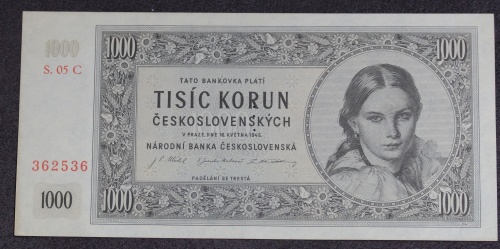 1000
1000
1000
S. 05 C
TATO BANKOVKA PLATÍ
TISÍC KORUN
ČESKOSLOVENSKÝCH
V PRAZE, DNE 16. KVĚTNA 1945.
NÁRODNÍ BANKA ČESKOSLOVENSKÁ
362536
PADĚLÁNÍ SE TRESTÁ
1000
1000
1000